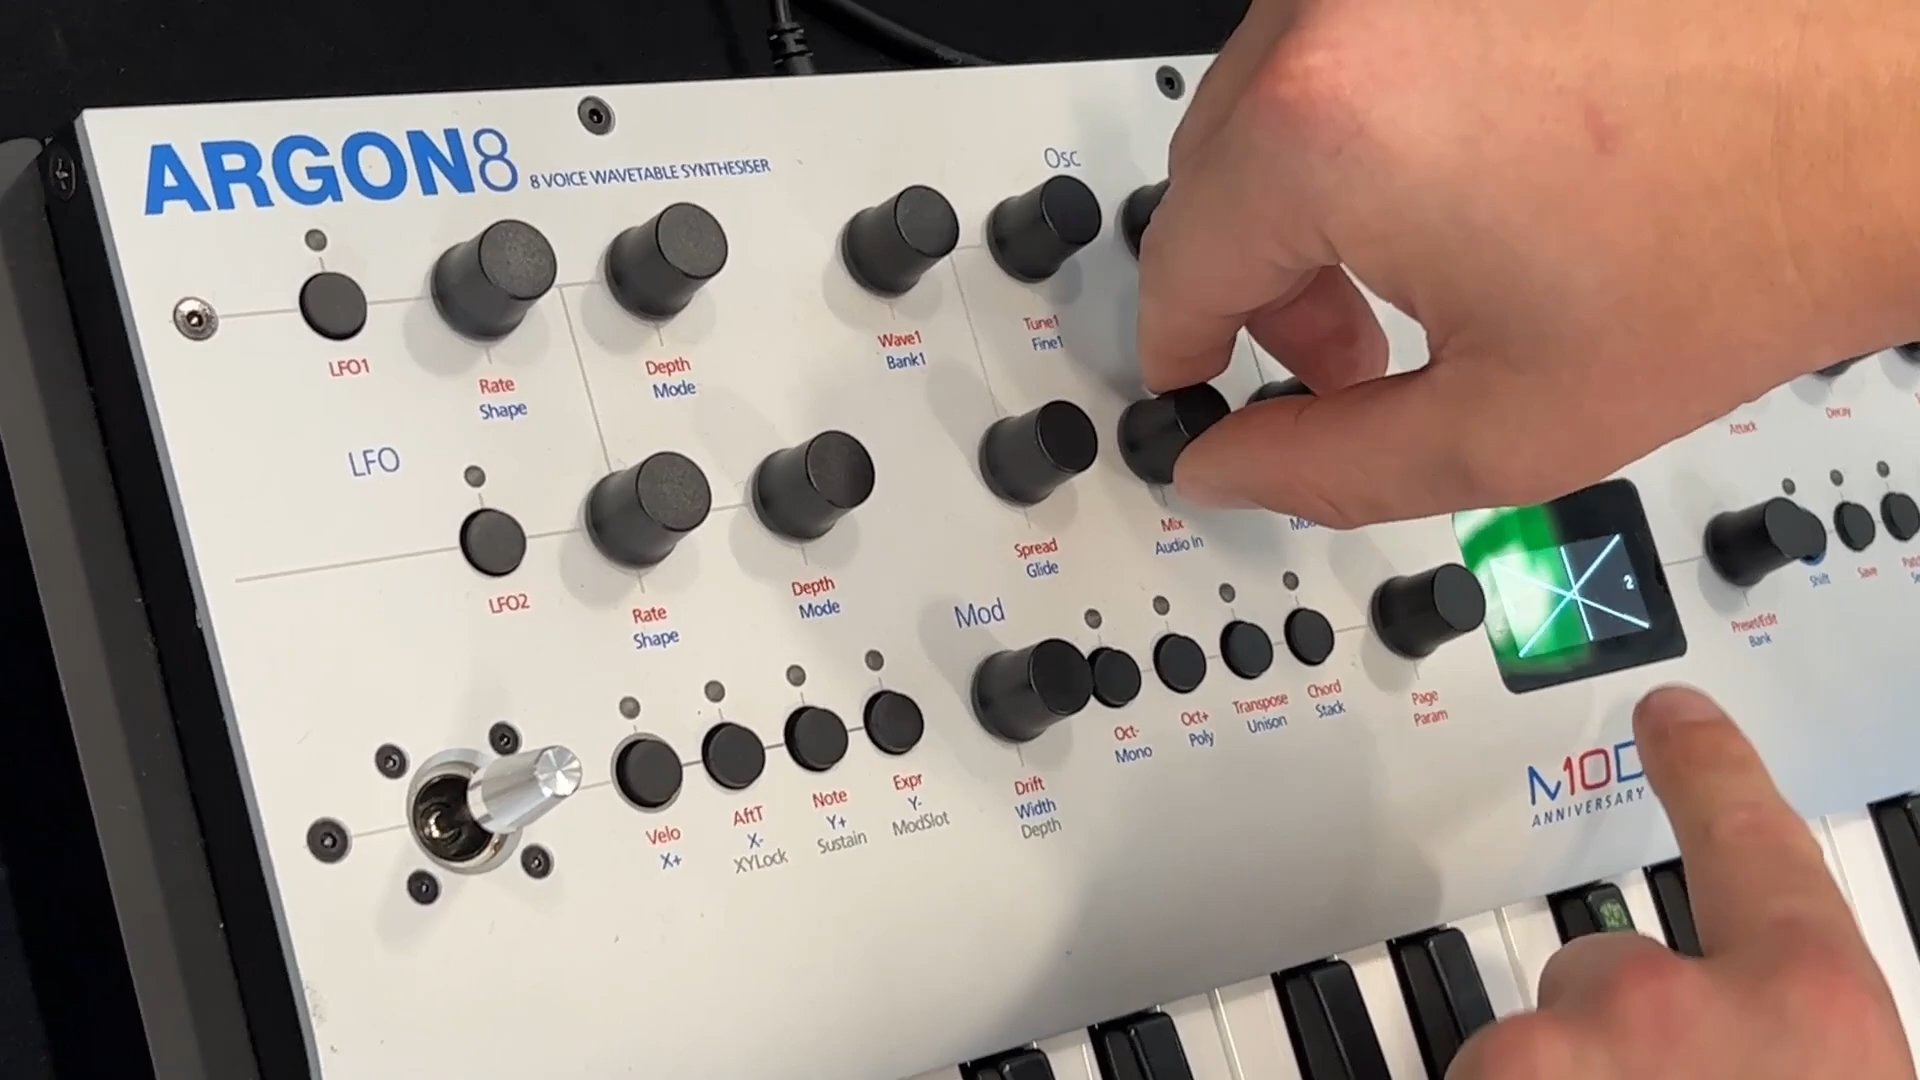 ARGON8 8 VOICE WAVETABLE SYNTHESISER
Osc
LFO1
Rate
Shape
Depth
Mode
Wave1
Bank1
Tune1
Fine1
LFO
LFO2
Rate
Shape
Depth
Mode
Spread
Glide
Mix
Audio In
Attack
Decay
2
Shift
Save
Preset/Edit
Bank
Mod
Velo
X+
AftT
X-
XYLock
Note
Y+
Sustain
Expr
Y-
ModSlot
Drift
Width
Depth
Oct-
Mono
Oct+
Poly
Transpose
Unison
Chord
Stack
Page
Param
ANNIVERSARY